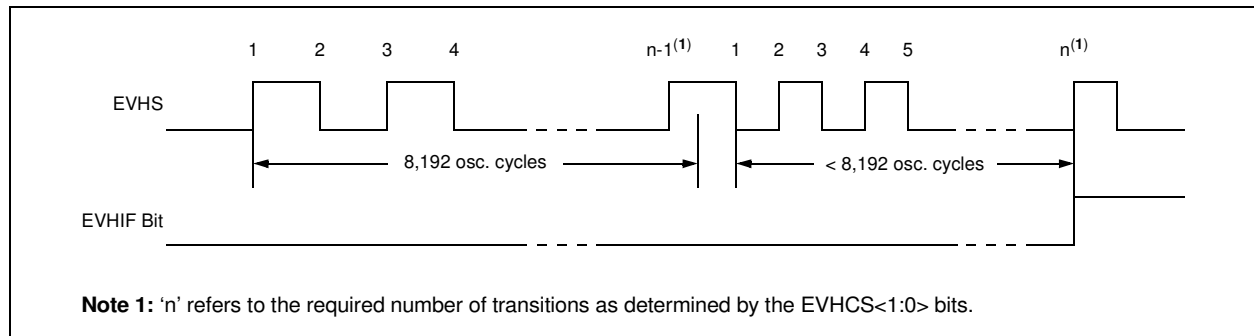 1 2 3 4 n-1(1) 1 2 3 4 5 n(1)
EVHS
8,192 osc. cycles < 8,192 osc. cycles
EVHIF Bit
Note 1: ‘n’ refers to the required number of transitions as determined by the EVHCS<1:0> bits.